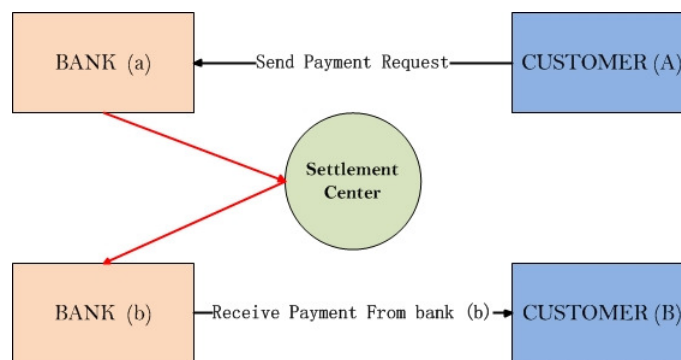 BANK (a)
Send Payment Request
CUSTOMER (A)
Settlement
Center
BANK (b)
Receive Payment From bank (b)
CUSTOMER (B)